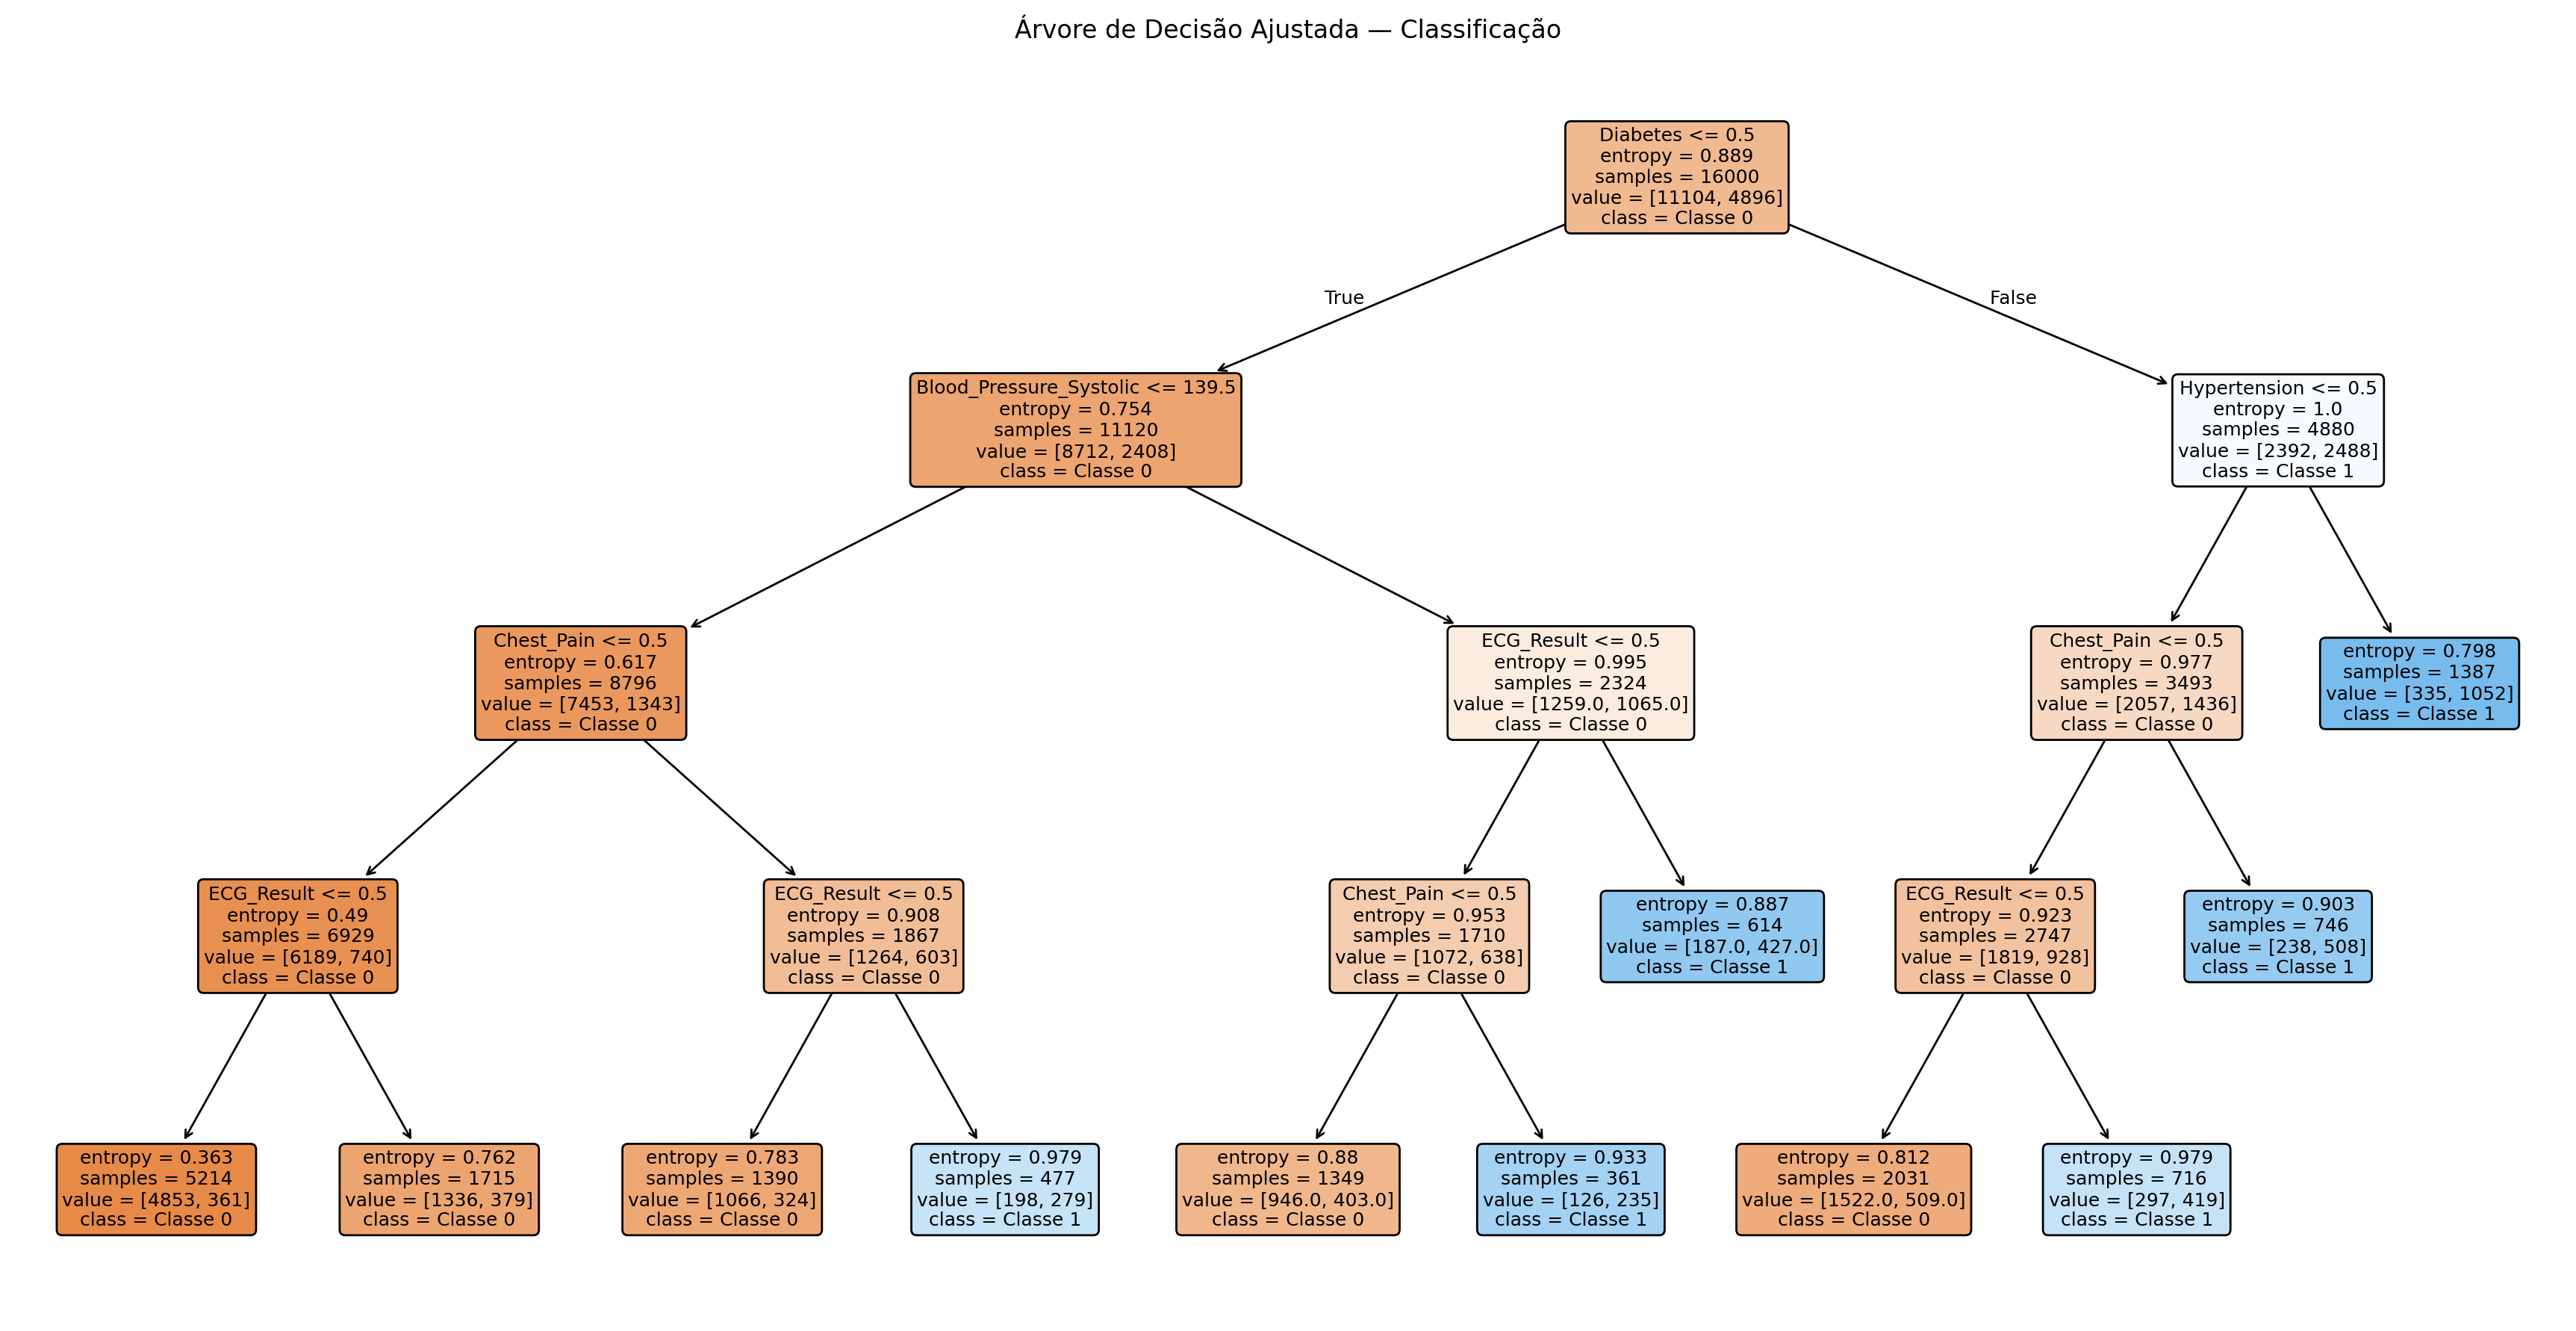 Árvore de Decisão Ajustada — Classificação
Diabetes <= 0.5
entropy = 0.889
samples = 16000
value = [11104, 4896]
class = Classe 0
True
False
Blood_Pressure_Systolic <= 139.5
entropy = 0.754
samples = 11120
value = [8712, 2408]
class = Classe 0
Hypertension <= 0.5
entropy = 1.0
samples = 4880
value = [2392, 2488]
class = Classe 1
Chest_Pain <= 0.5
entropy = 0.617
samples = 8796
value = [7453, 1343]
class = Classe 0
ECG_Result <= 0.5
entropy = 0.995
samples = 2324
value = [1259.0, 1065.0]
class = Classe 0
Chest_Pain <= 0.5
entropy = 0.977
samples = 3493
value = [2057, 1436]
class = Classe 0
entropy = 0.798
samples = 1387
value = [335, 1052]
class = Classe 1
ECG_Result <= 0.5
entropy = 0.49
samples = 6929
value = [6189, 740]
class = Classe 0
ECG_Result <= 0.5
entropy = 0.908
samples = 1867
value = [1264, 603]
class = Classe 0
Chest_Pain <= 0.5
entropy = 0.953
samples = 1710
value = [1072, 638]
class = Classe 0
entropy = 0.887
samples = 614
value = [187.0, 427.0]
class = Classe 1
ECG_Result <= 0.5
entropy = 0.923
samples = 2747
value = [1819, 928]
class = Classe 0
entropy = 0.903
samples = 746
value = [238, 508]
class = Classe 1
entropy = 0.363
samples = 5214
value = [4853, 361]
class = Classe 0
entropy = 0.762
samples = 1715
value = [1336, 379]
class = Classe 0
entropy = 0.783
samples = 1390
value = [1066, 324]
class = Classe 0
entropy = 0.979
samples = 477
value = [198, 279]
class = Classe 1
entropy = 0.88
samples = 1349
value = [946.0, 403.0]
class = Classe 0
entropy = 0.933
samples = 361
value = [126, 235]
class = Classe 1
entropy = 0.812
samples = 2031
value = [1522.0, 509.0]
class = Classe 0
entropy = 0.979
samples = 716
value = [297, 419]
class = Classe 1